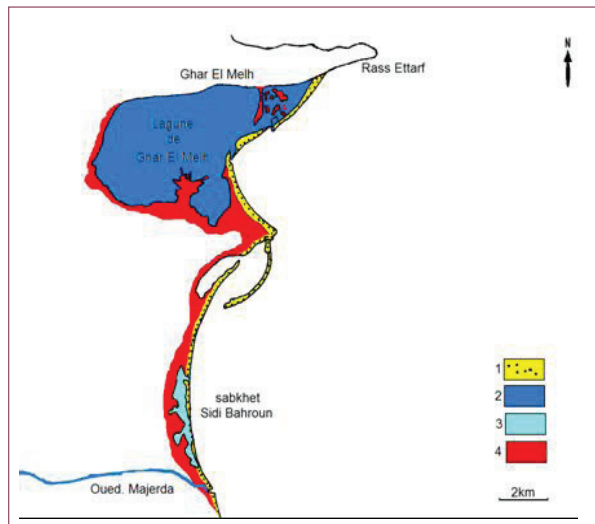 Rass Ettarf
N
Ghar El Melh
Lagune
de
Ghar El Melh
1
2
3
4
sabkhet
Sidi Bahroun
Oued. Majerda
2km